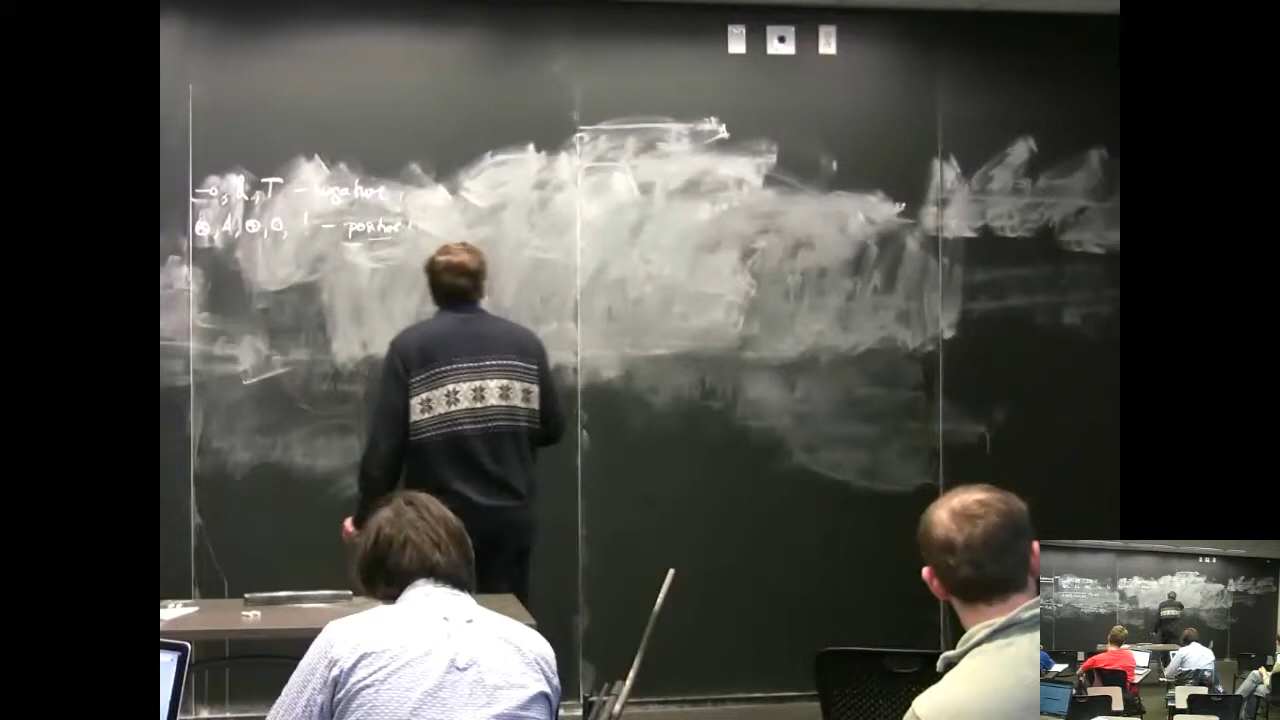 ⊸, &, ⊤ - negative
⊗, 1, ⊕, 0, ! - positive